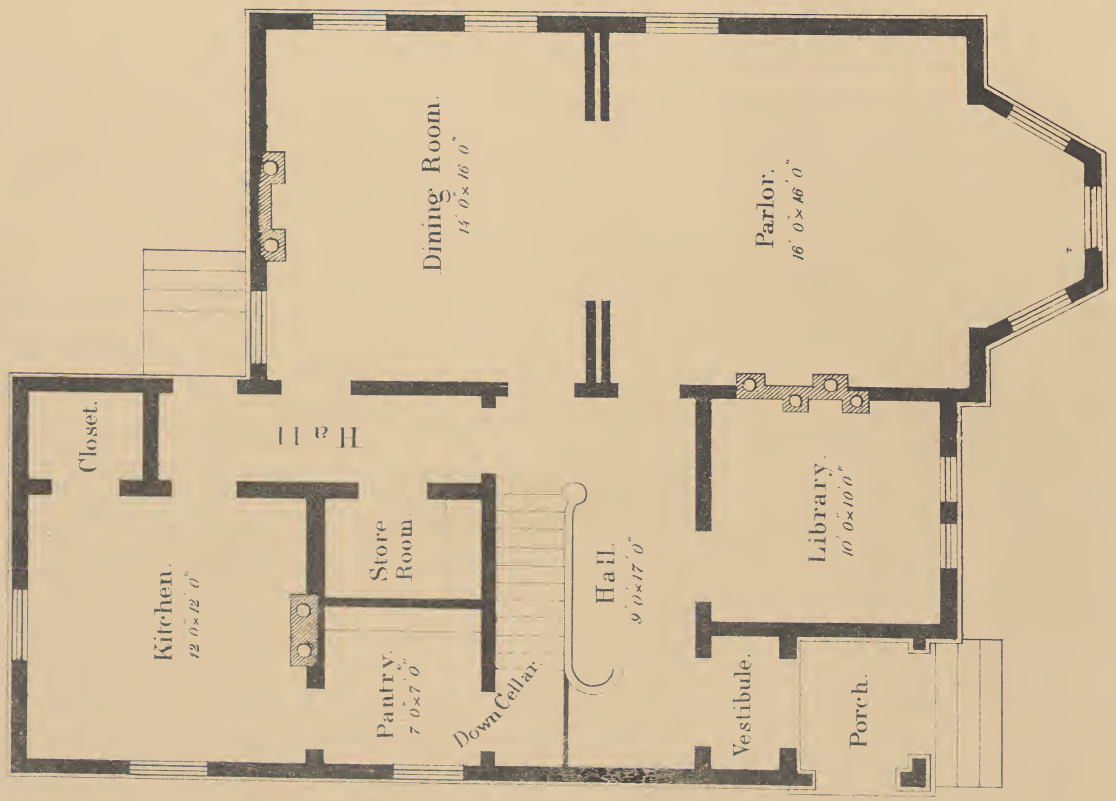 Dining Room.
14' 0" × 16' 0"
Parlor.
16' 0" × 16' 0"
Closet.
Hall
Kitchen.
12' 0" × 12' 0"
Store
Room.
Pantry.
7' 0" × 7' 0"
Down Cellar.
Hall.
9' 0" × 17' 0"
Library.
10' 0" × 10' 0"
Vestibule.
Porch.